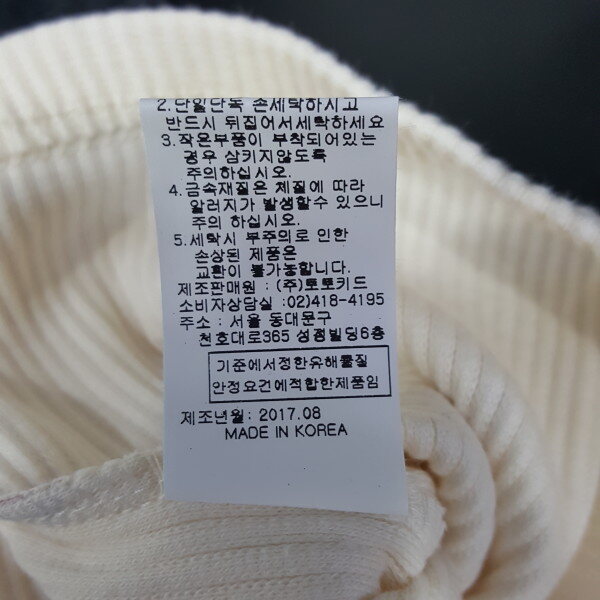 2.단일단독 손세탁하시고
반드시 뒤집어서세탁하세요
3.작은부품이 부착되어있는
경우 삼키지않도록
주의하십시오.
4.금속재질은 체질에 따라
알러지가 발생할수 있으니
주의 하십시오.
5.세탁시 부주의로 인한
손상된 제품은
교환이 불가능합니다.
제조판매원 : (주)토토키드
소비자상담실 :02)418-4195
주소 : 서울 동대문구
천호대로365 성정빌딩6층
기준에서정한유해물질
안정요건에적합한제품임
제조년월: 2017.08
MADE IN KOREA